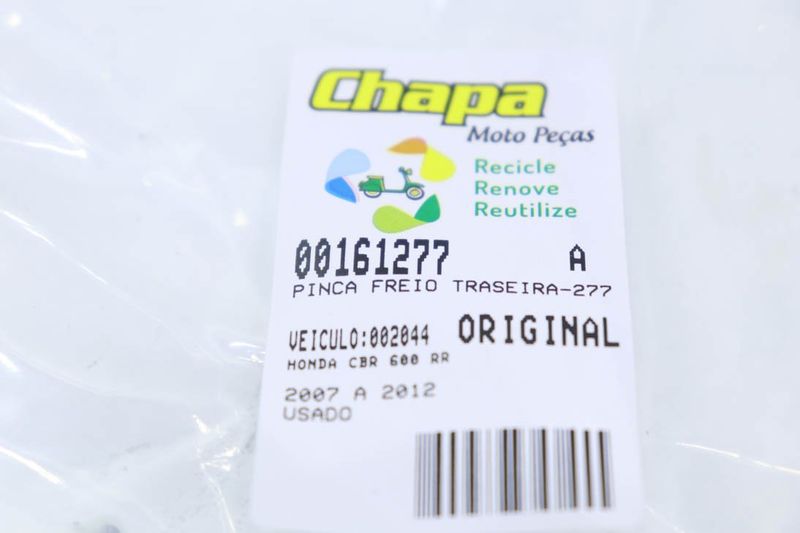 Chapa
Moto Peças
Recicle
Renove
Reutilize
00161277 A
PINCA FREIO TRASEIRA-277
VEICULO:002044 ORIGINAL
HONDA CBR 600 RR
2007 A 2012
USADO